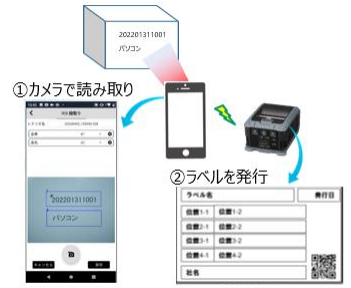 202201311001
パソコン
①カメラで読み取り
202201311001
パソコン
②ラベルを発行
ラベル名 発行日
位置1-1 位置1-2
位置2-1 位置2-2
位置3-1 位置3-2
位置4-1 位置4-2
社名